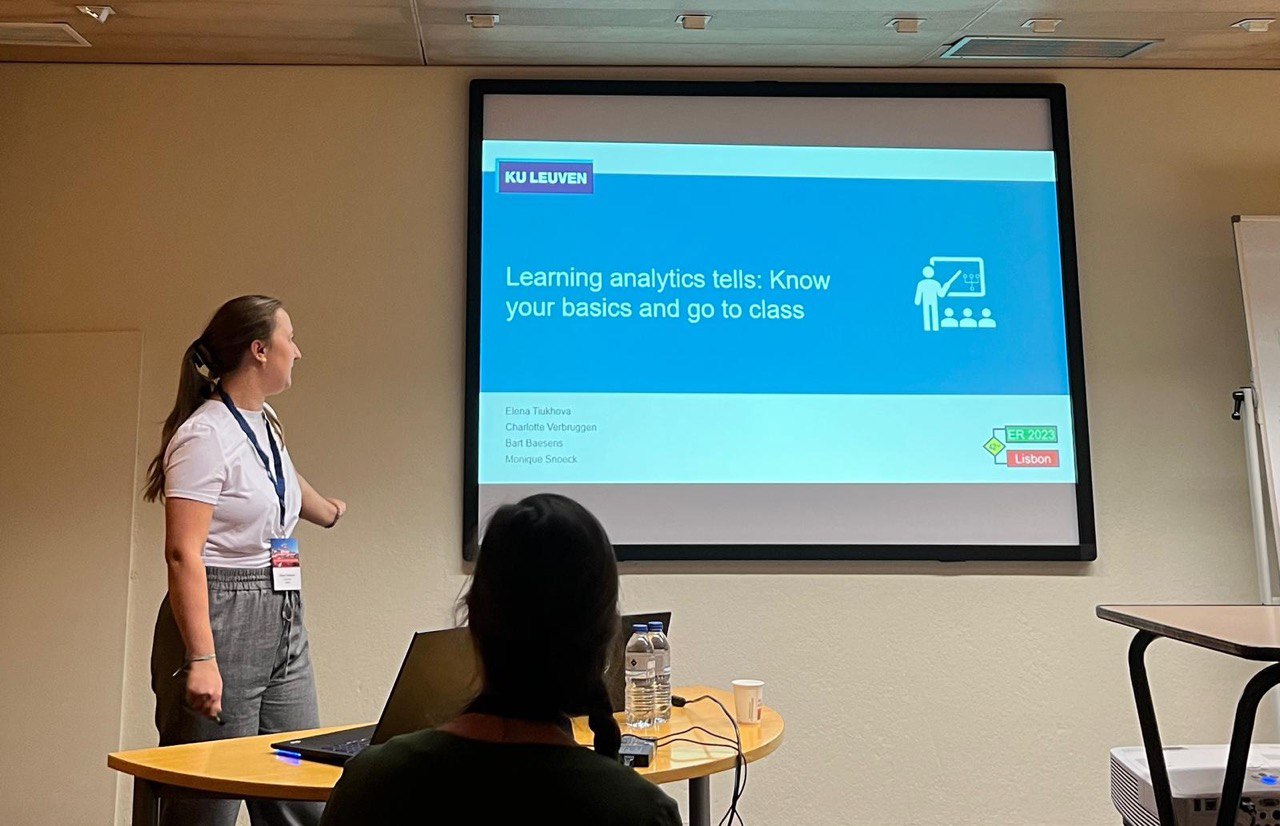 KU LEUVEN
Learning analytics tells: Know
your basics and go to class
Elena Tiukhova
Charlotte Verbruggen
Bart Baesens
Monique Snoeck
ER 2023
Lisbon